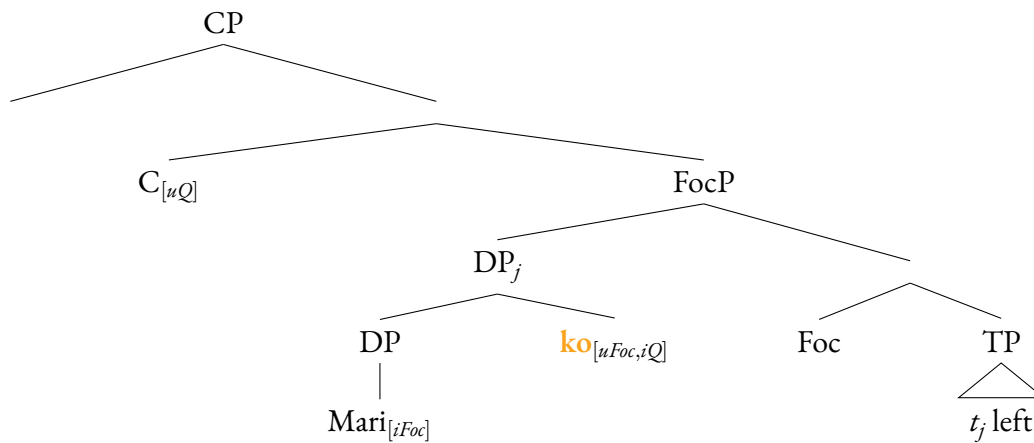 CP
C[uQ] FocP
DPj
DP ko[uFoc,iQ] Foc TP
Mari[iFoc] tj left